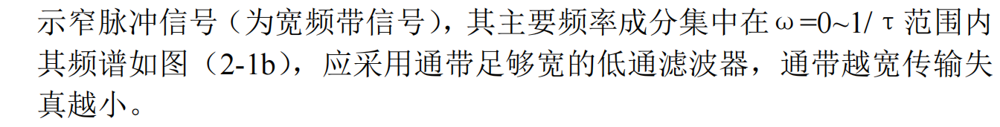 示窄脉冲信号（为宽频带信号），其主要频率成分集中在ω=0~1/τ范围内
其频谱如图（2-1b），应采用通带足够宽的低通滤波器，通带越宽传输失
真越小。